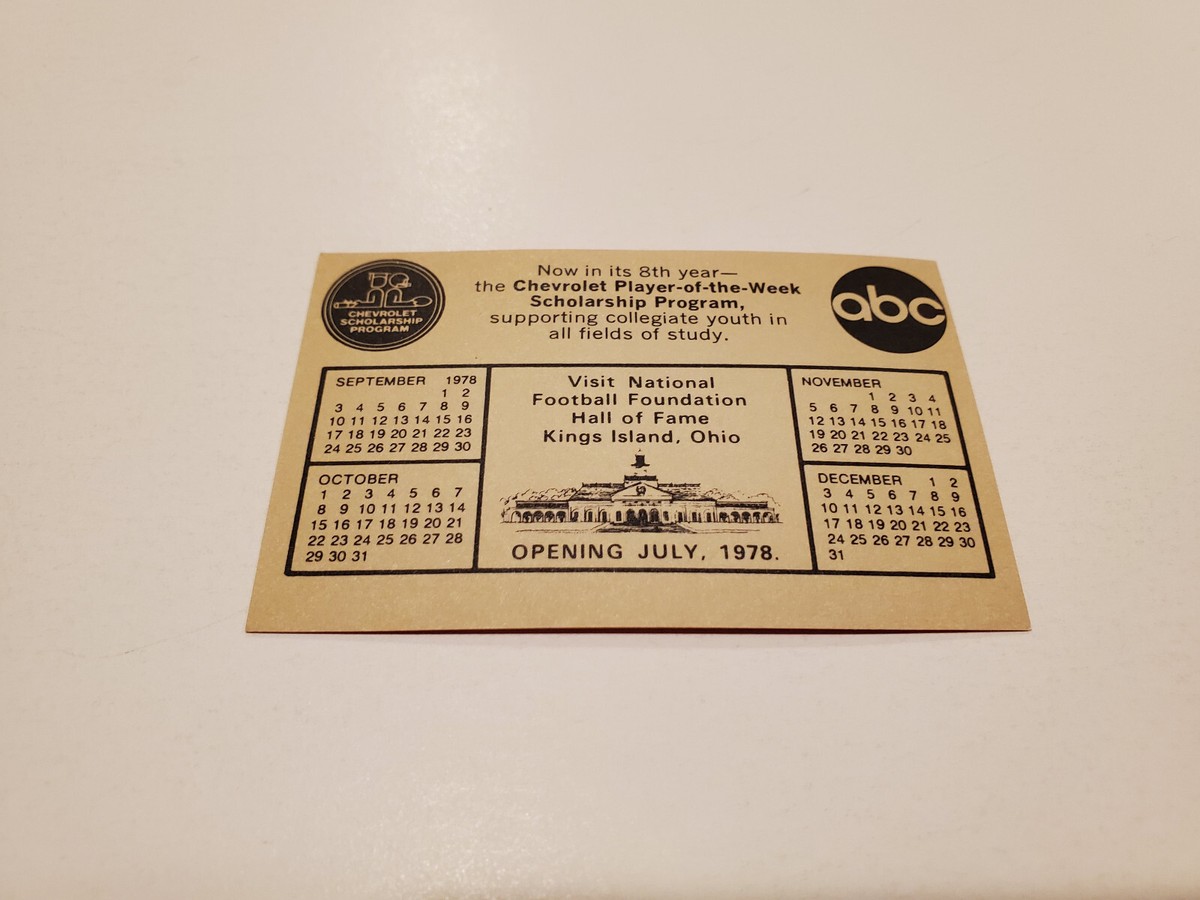 CHEVROLET
SCHOLARSHIP
PROGRAM
Now in its 8th year—
the Chevrolet Player-of-the-Week
Scholarship Program,
supporting collegiate youth in
all fields of study.
abc
SEPTEMBER 1978
1 2
3 4 5 6 7 8 9
10 11 12 13 14 15 16
17 18 19 20 21 22 23
24 25 26 27 28 29 30
OCTOBER
1 2 3 4 5 6 7
8 9 10 11 12 13 14
15 16 17 18 19 20 21
22 23 24 25 26 27 28
29 30 31
Visit National
Football Foundation
Hall of Fame
Kings Island, Ohio
OPENING JULY, 1978.
NOVEMBER
1 2 3 4
5 6 7 8 9 10 11
12 13 14 15 16 17 18
19 20 21 22 23 24 25
26 27 28 29 30
DECEMBER 1 2
3 4 5 6 7 8 9
10 11 12 13 14 15 16
17 18 19 20 21 22 23
24 25 26 27 28 29 30
31